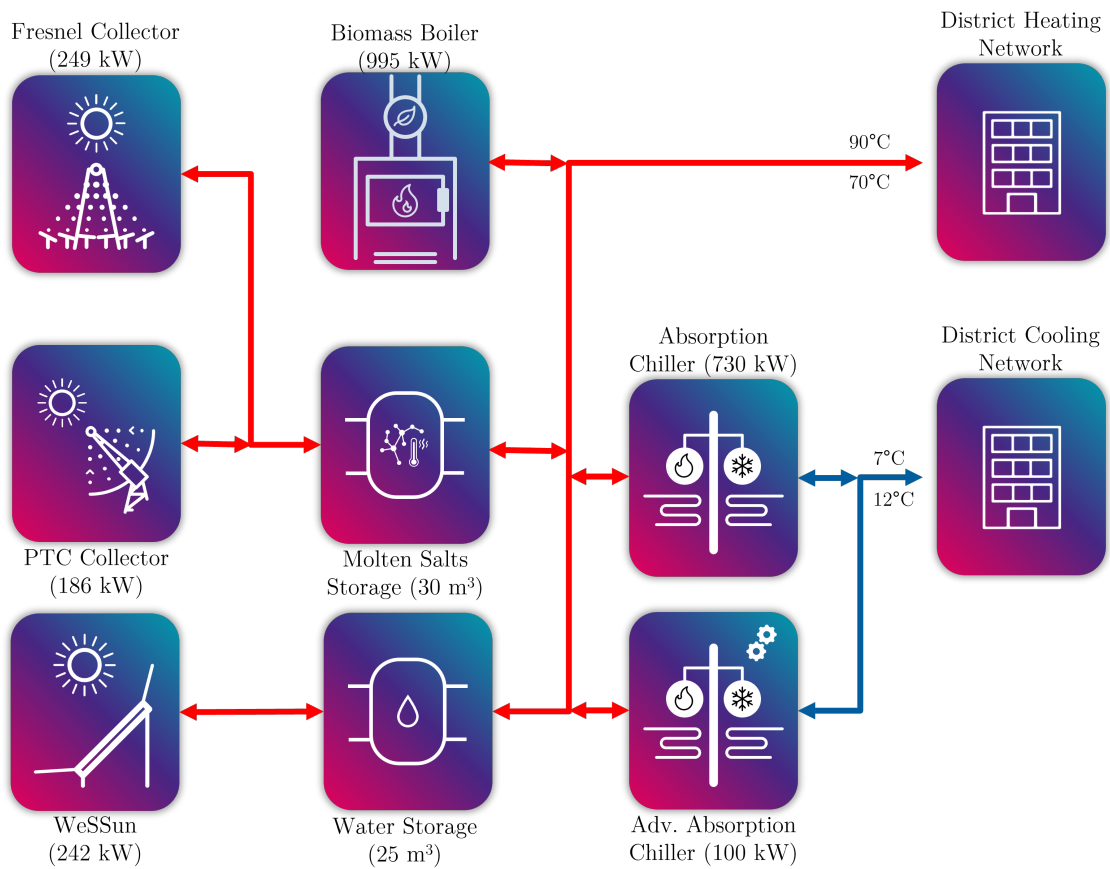 Fresnel Collector
(249 kW)
Biomass Boiler
(995 kW)
District Heating
Network
90°C
70°C
Absorption
Chiller (730 kW)
District Cooling
Network
7°C
12°C
PTC Collector
(186 kW)
Molten Salts
Storage (30 m³)
WeSSun
(242 kW)
Water Storage
(25 m³)
Adv. Absorption
Chiller (100 kW)